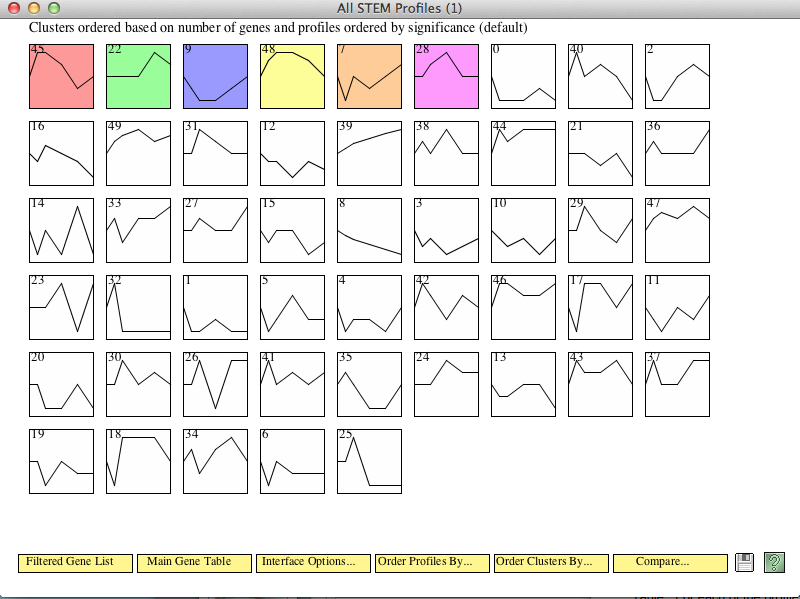 All STEM Profiles (1)
Clusters ordered based on number of genes and profiles ordered by significance (default)
45 22 9 48 7 28 0 40 2
16 49 31 12 39 38 44 21 36
14 33 27 15 8 3 10 29 47
23 32 1 5 4 42 46 17 11
20 30 26 41 35 24 13 43 37
19 18 34 6 25
Filtered Gene List Main Gene Table Interface Options... Order Profiles By... Order Clusters By... Compare... ?